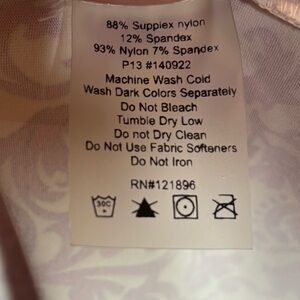 88% Supplex nylon
12% Spandex
93% Nylon 7% Spandex
P13 #140922
Machine Wash Cold
Wash Dark Colors Separately
Do Not Bleach
Tumble Dry Low
Do not Dry Clean
Do Not Use Fabric Softeners
Do Not Iron
RN#121896
30C